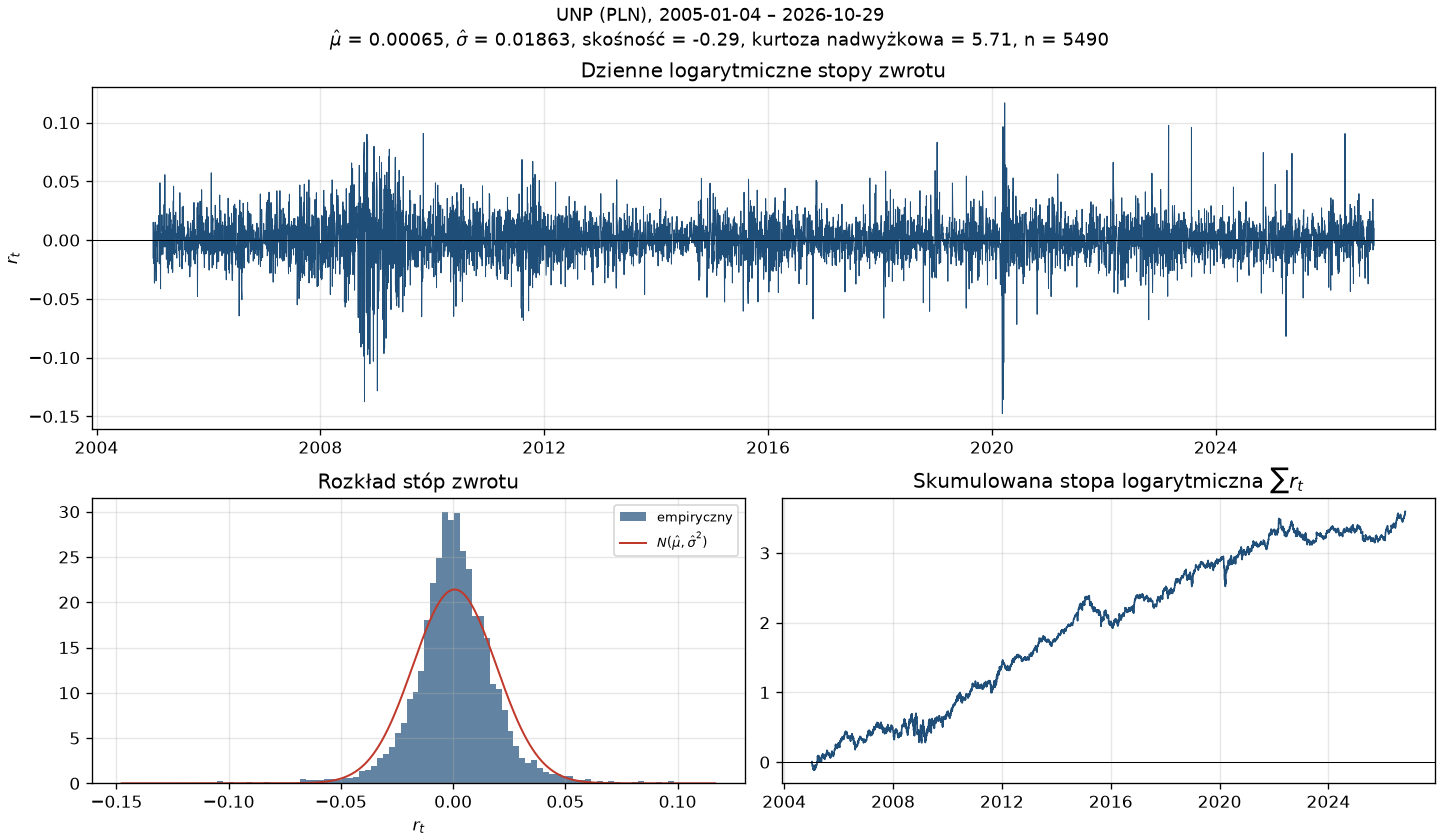 UNP (PLN), 2005-01-04 – 2026-10-29
μ̂ = 0.00065, σ̂ = 0.01863, skośność = -0.29, kurtoza nadwyżkowa = 5.71, n = 5490
Dzienne logarytmiczne stopy zwrotu
0.10
0.05
0.00
−0.05
−0.10
−0.15
r_t
2004 2008 2012 2016 2020 2024
Rozkład stóp zwrotu
30
25
20
15
10
5
0
empiryczny
N(μ̂, σ̂²)
−0.15 −0.10 −0.05 0.00 0.05 0.10
r_t
Skumulowana stopa logarytmiczna ∑r_t
3
2
1
0
2004 2008 2012 2016 2020 2024